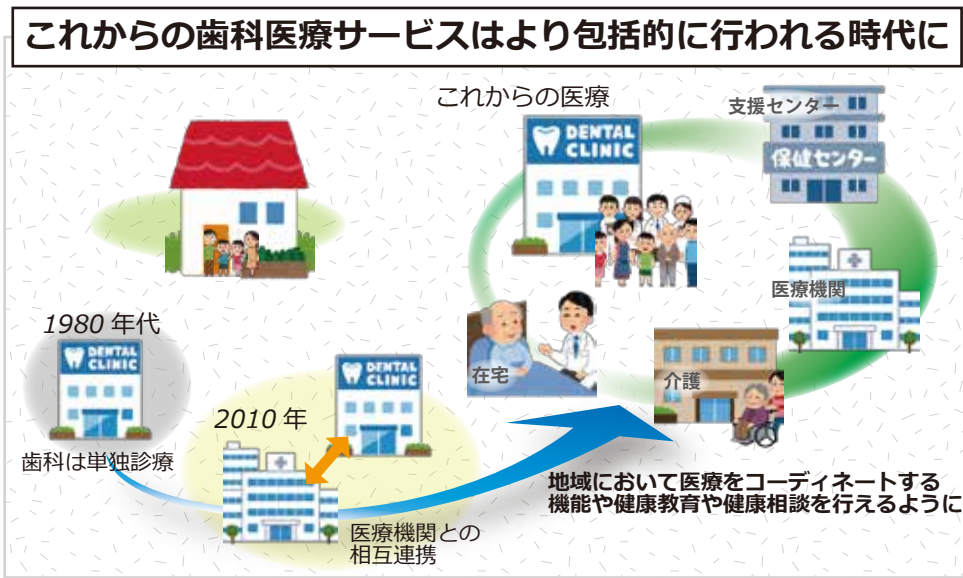 これからの歯科医療サービスはより包括的に行われる時代に
これからの医療
支援センター
DENTAL
CLINIC
保健センター
医療機関
1980 年代
DENTAL
CLINIC
在宅
介護
DENTAL
CLINIC
2010 年
歯科は単独診療
地域において医療をコーディネートする
機能や健康教育や健康相談を行えるように
医療機関との
相互連携